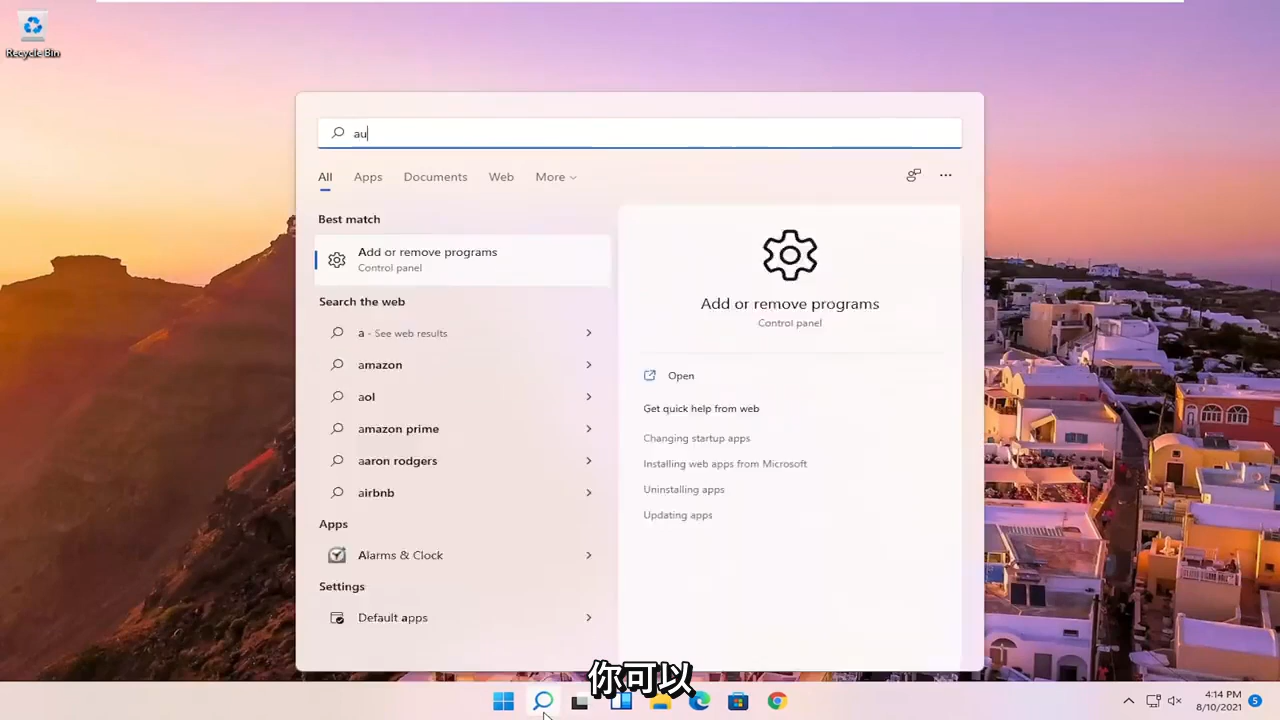 Recycle Bin
au
All
Apps
Documents
Web
More
Best match
Add or remove programs
Control panel
Search the web
a - See web results
amazon
aol
amazon prime
aaron rodgers
airbnb
Apps
Alarms & Clock
Settings
Default apps
Add or remove programs
Control panel
Open
Get quick help from web
Changing startup apps
Installing web apps from Microsoft
Uninstalling apps
Updating apps
你可以
4:14 PM
8/10/2021
5